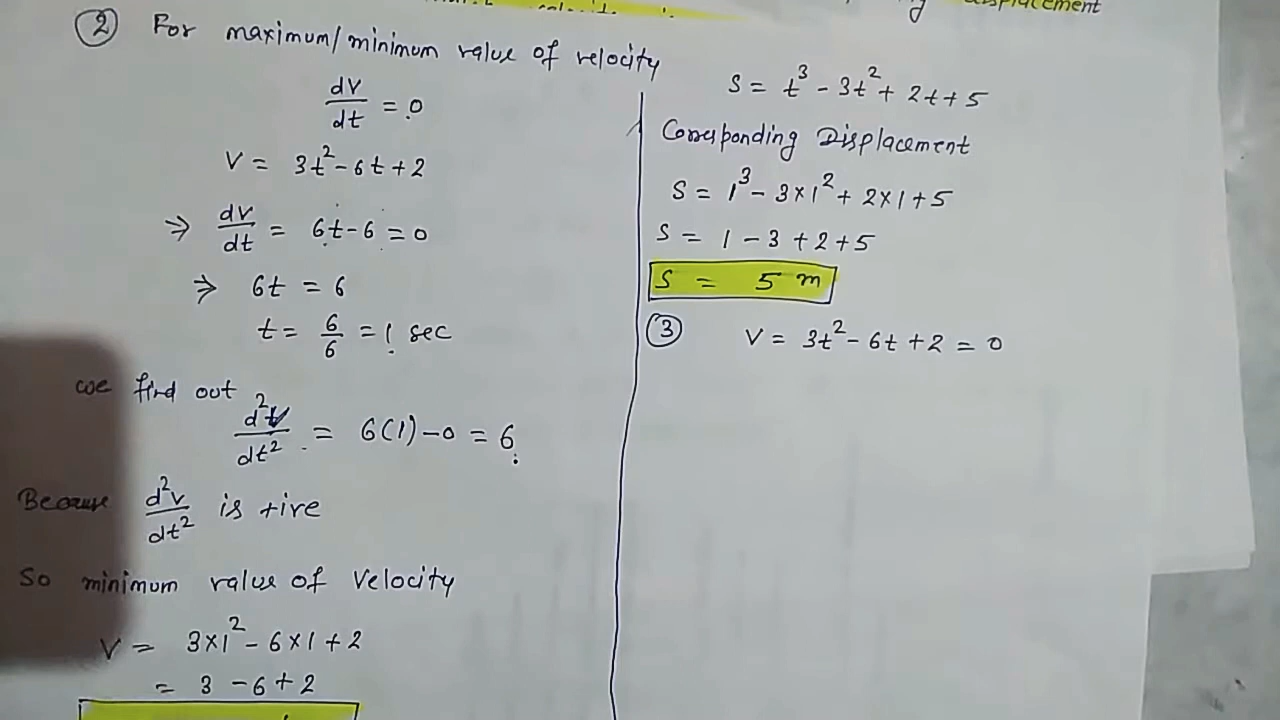 Displacement
② For maximum/minimum value of velocity
dv/dt = 0
V = 3t² - 6t + 2
⇒ dv/dt = 6t - 6 = 0
⇒ 6t = 6
t = 6/6 = 1 sec
we find out
d²v/dt² = 6(1) - 0 = 6
Because d²v/dt² is +ive
So minimum value of Velocity
V = 3×1² - 6×1 + 2
= 3 - 6 + 2
S = t³ - 3t² + 2t + 5
Corresponding Displacement
S = 1³ - 3×1² + 2×1 + 5
S = 1 - 3 + 2 + 5
S = 5 m
③ V = 3t² - 6t + 2 = 0